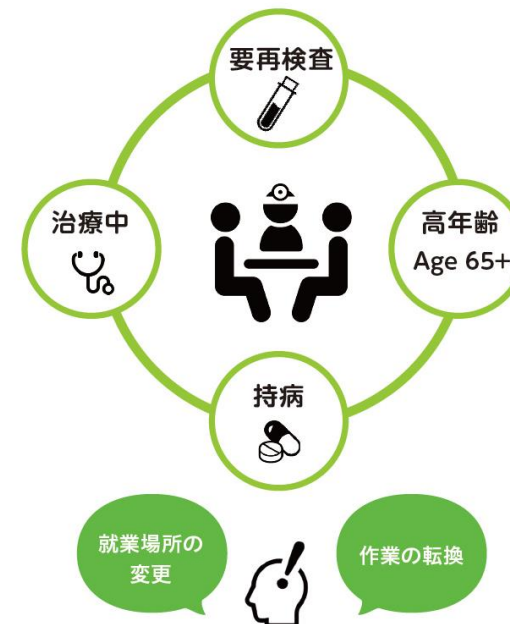 要再検査
治療中
高年齢
Age 65+
持病
就業場所の
変更
作業の転換